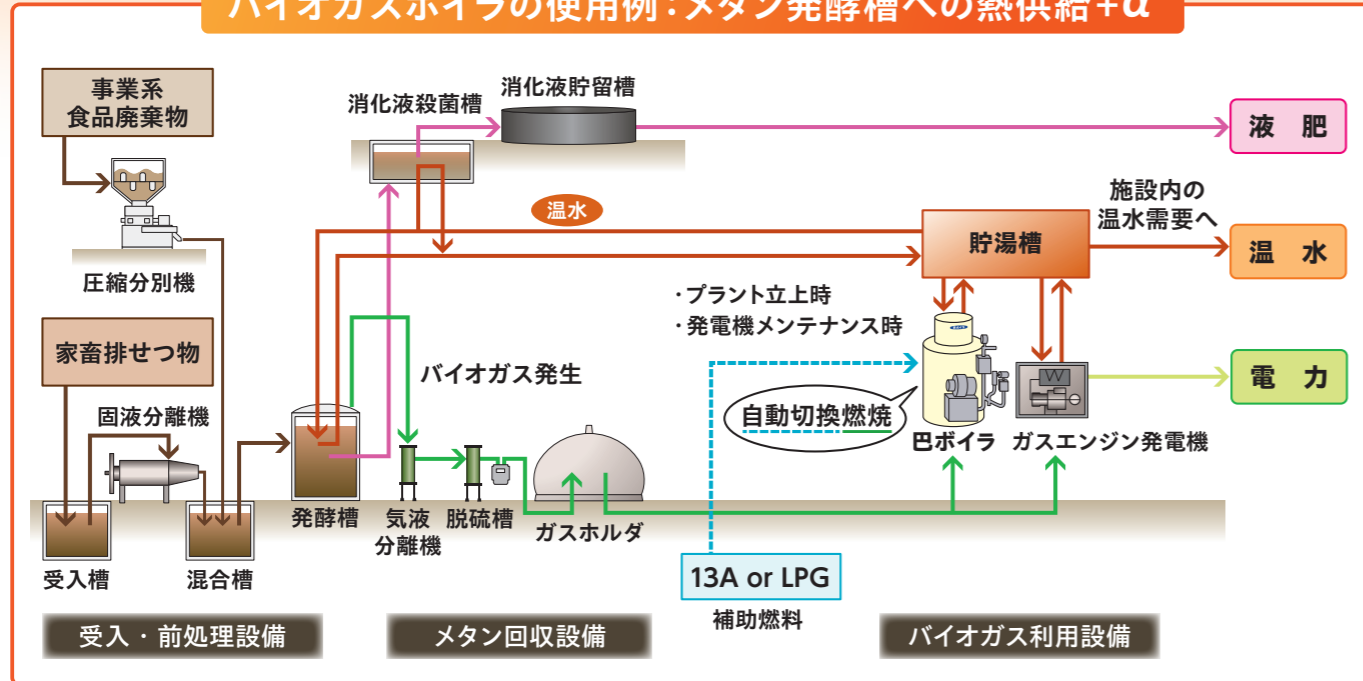 バイオガスボイラの使用例：メタン発酵槽への熱供給+α
事業系
食品廃棄物
圧縮分別機
家畜排せつ物
固液分離機
受入槽
混合槽
受入・前処理設備
消化液殺菌槽
消化液貯留槽
温水
バイオガス発生
発酵槽
気液
分離機
脱硫槽
ガスホルダ
メタン回収設備
・プラント立上時
・発電機メンテナンス時
自動切換燃焼
13A or LPG
補助燃料
貯湯槽
施設内の
温水需要へ
巴ボイラ
ガスエンジン発電機
バイオガス利用設備
液 肥
温 水
電 力